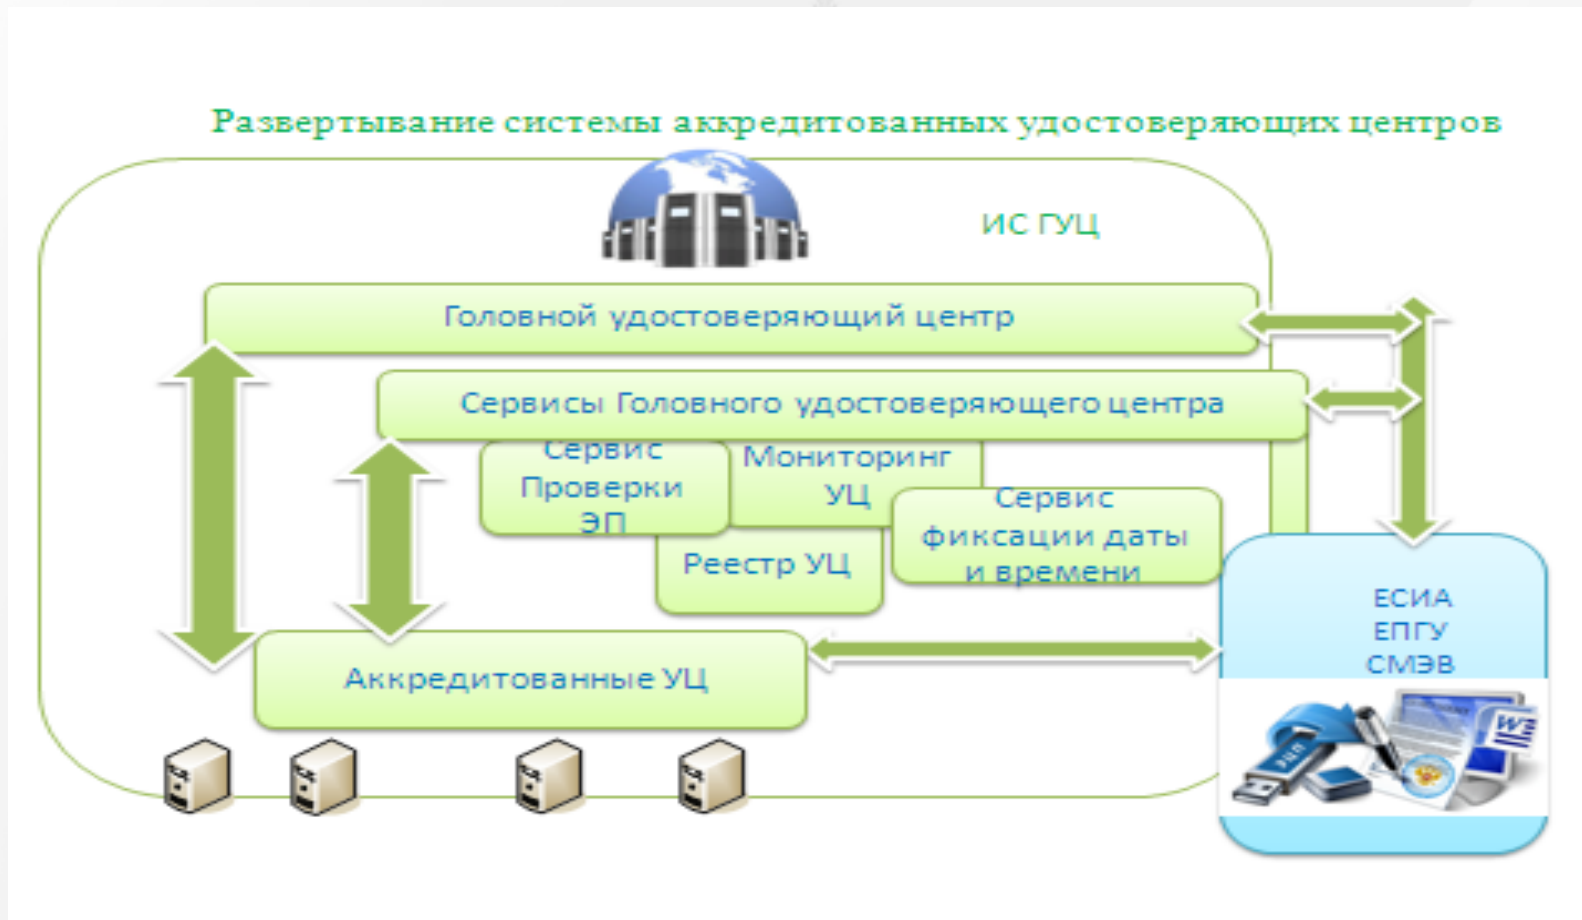 Развертывание системы аккредитованных удостоверяющих центров
ИС ГУЦ
Головной удостоверяющий центр
Сервисы Головного удостоверяющего центра
Сервис
Проверки
ЭП
Мониторинг
УЦ
Сервис
фиксации даты
и времени
Реестр УЦ
Аккредитованные УЦ
ЕСИА
ЕПГУ
СМЭВ
ЭЦП
W